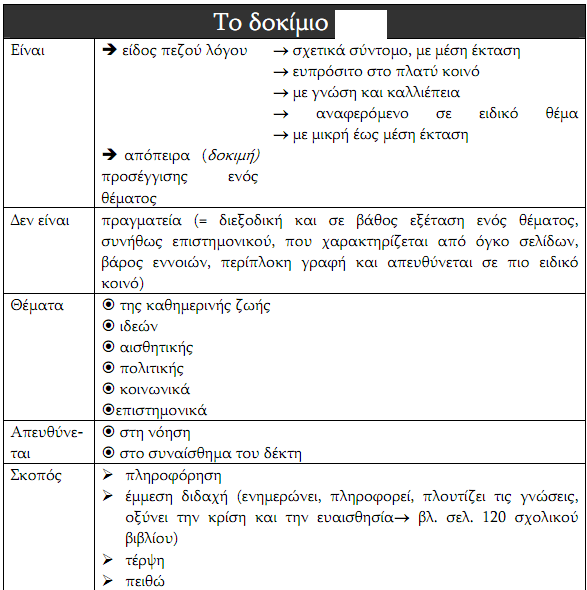 Το δοκίμιο
Είναι
➔ είδος πεζού λόγου
→ σχετικά σύντομο, με μέση έκταση
→ ευπρόσιτο στο πλατύ κοινό
→ με γνώση και καλλιέπεια
→ αναφερόμενο σε ειδικό θέμα
→ με μικρή έως μέση έκταση
➔ απόπειρα (δοκιμή)
προσέγγισης ενός
θέματος
Δεν είναι
πραγματεία (= διεξοδική και σε βάθος εξέταση ενός θέματος,
συνήθως επιστημονικού, που χαρακτηρίζεται από όγκο σελίδων,
βάρος εννοιών, περίπλοκη γραφή και απευθύνεται σε πιο ειδικό
κοινό)
Θέματα
⦿ της καθημερινής ζωής
⦿ ιδεών
⦿ αισθητικής
⦿ πολιτικής
⦿ κοινωνικά
⦿επιστημονικά
Απευθύνε-
ται
⦿ στη νόηση
⦿ στο συναίσθημα του δέκτη
Σκοπός
➢ πληροφόρηση
➢ έμμεση διδαχή (ενημερώνει, πληροφορεί, πλουτίζει τις γνώσεις,
οξύνει την κρίση και την ευαισθησία→ βλ. σελ. 120 σχολικού
βιβλίου)
➢ τέρψη
➢ πειθώ